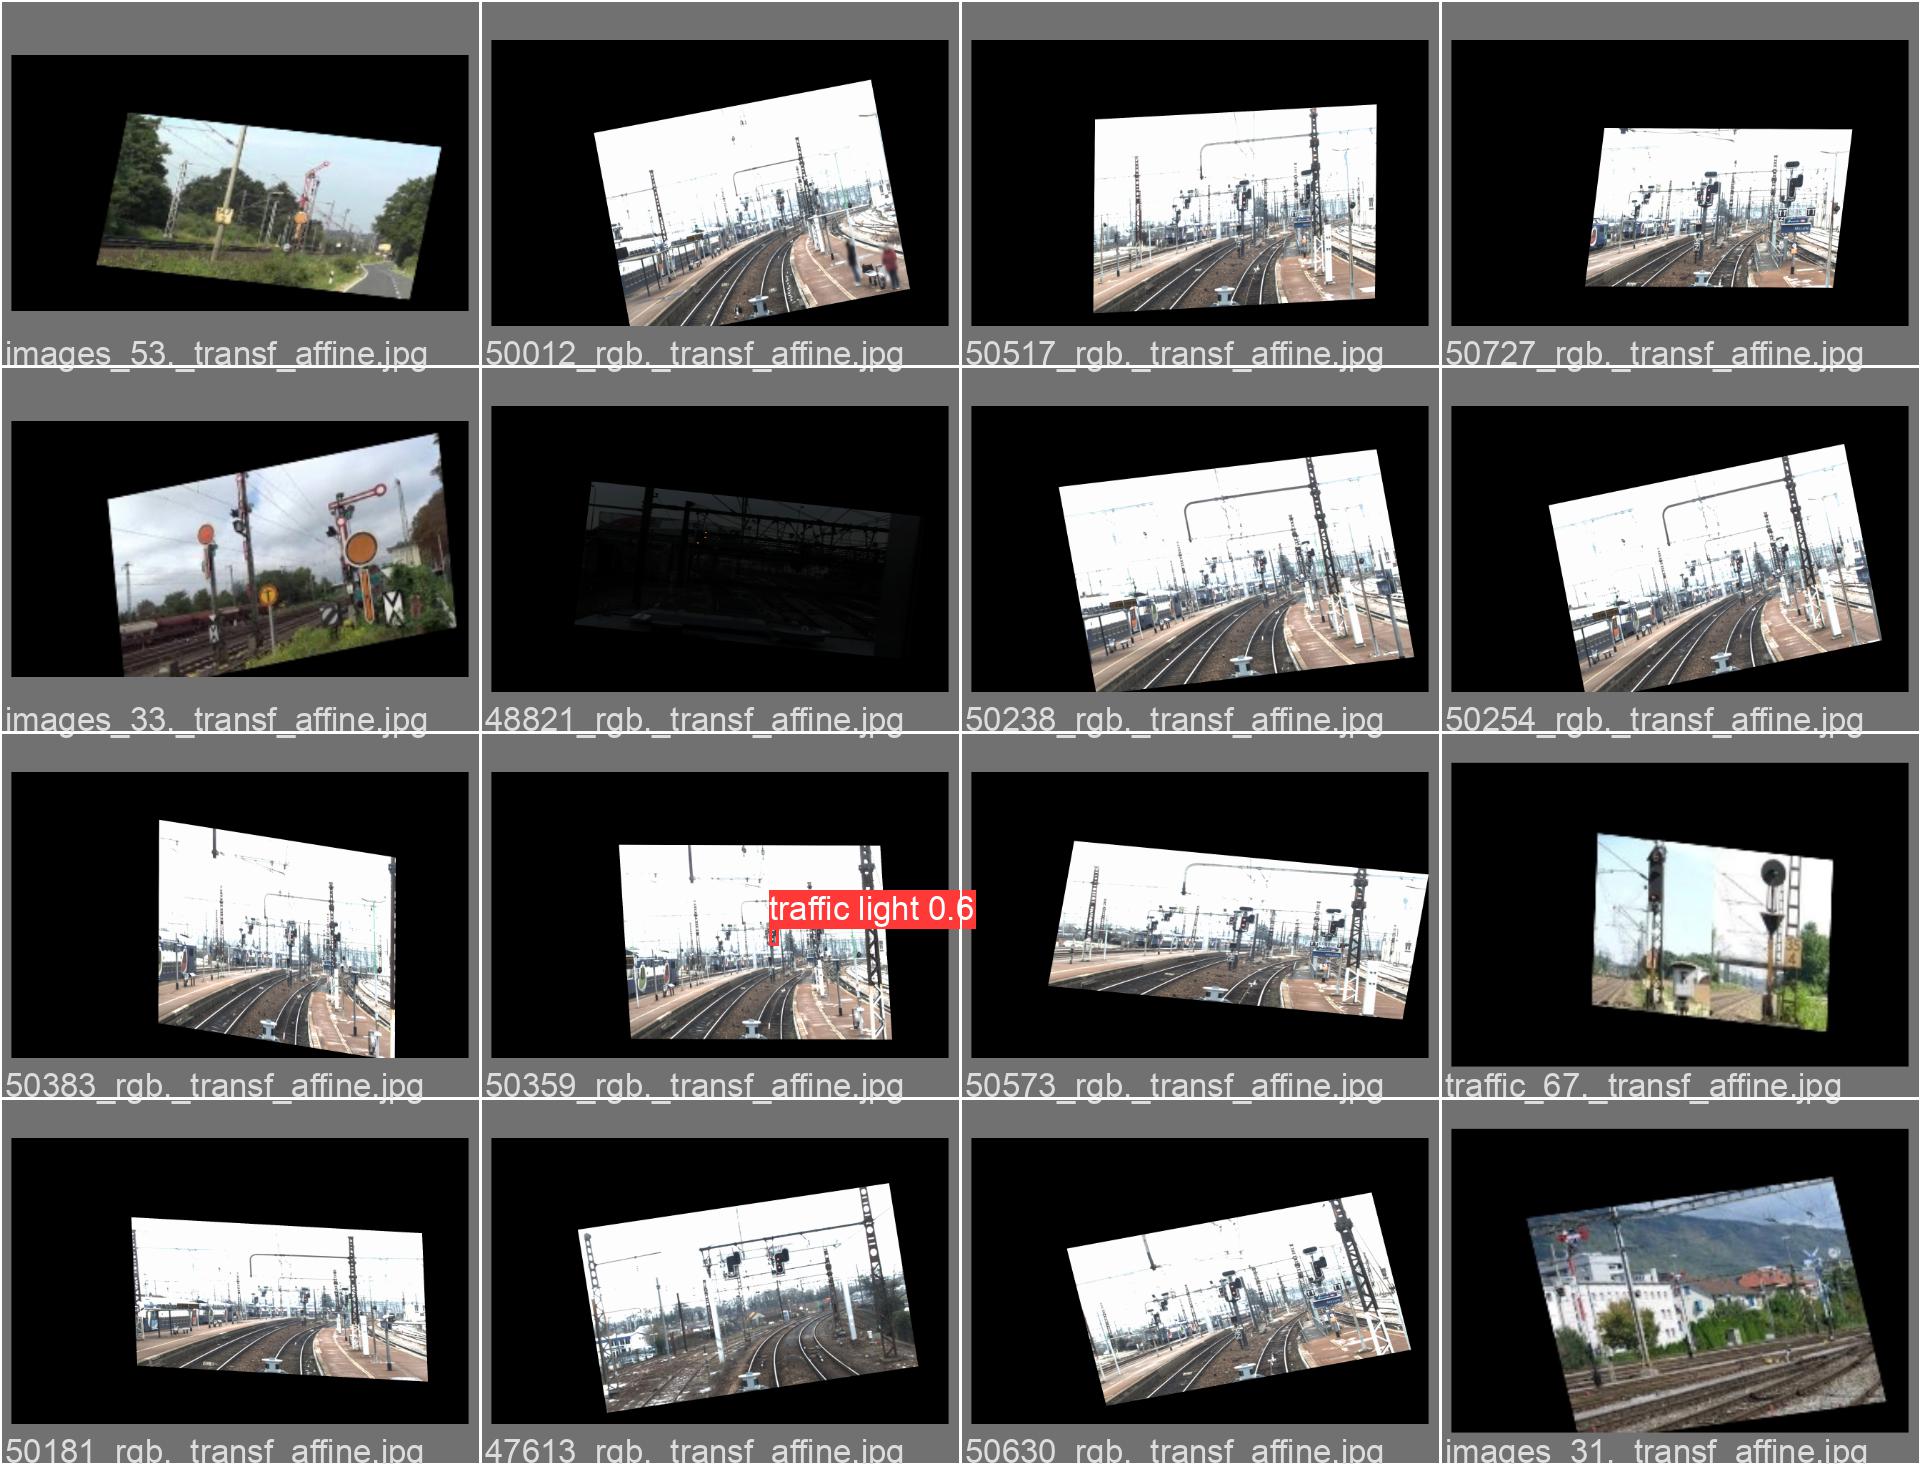 images_53._transf_affine.jpg
50012_rgb._transf_affine.jpg
50517_rgb._transf_affine.jpg
50727_rgb._transf_affine.jpg
images_33._transf_affine.jpg
48821_rgb._transf_affine.jpg
50238_rgb._transf_affine.jpg
50254_rgb._transf_affine.jpg
traffic light 0.6
50383_rgb._transf_affine.jpg
50359_rgb._transf_affine.jpg
50573_rgb._transf_affine.jpg
traffic_67._transf_affine.jpg
50181_rgb._transf_affine.jpg
47613_rgb._transf_affine.jpg
50630_rgb._transf_affine.jpg
images_31._transf_affine.jpg